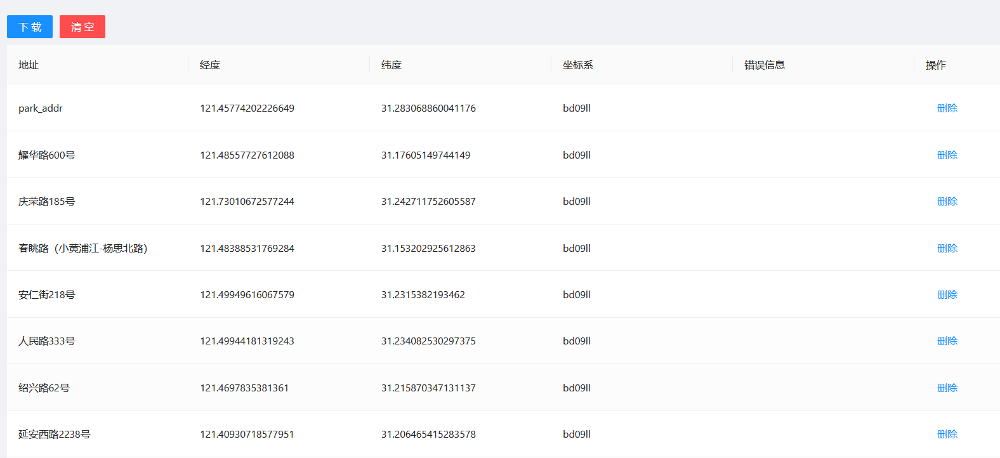 下载 清空
地址 经度 纬度 坐标系 错误信息 操作
park_addr 121.45774202226649 31.283068860041176 bd09ll 删除
耀华路600号 121.48557727612088 31.17605149744149 bd09ll 删除
庆荣路185号 121.73010672577244 31.242711752605587 bd09ll 删除
春眺路（小黄浦江-杨思北路） 121.48388531769284 31.153202925612863 bd09ll 删除
安仁街218号 121.49949616067579 31.2315382193462 bd09ll 删除
人民路333号 121.49944181319243 31.234082530297375 bd09ll 删除
绍兴路62号 121.4697835381361 31.215870347131137 bd09ll 删除
延安西路2238号 121.40930718577951 31.206465415283578 bd09ll 删除